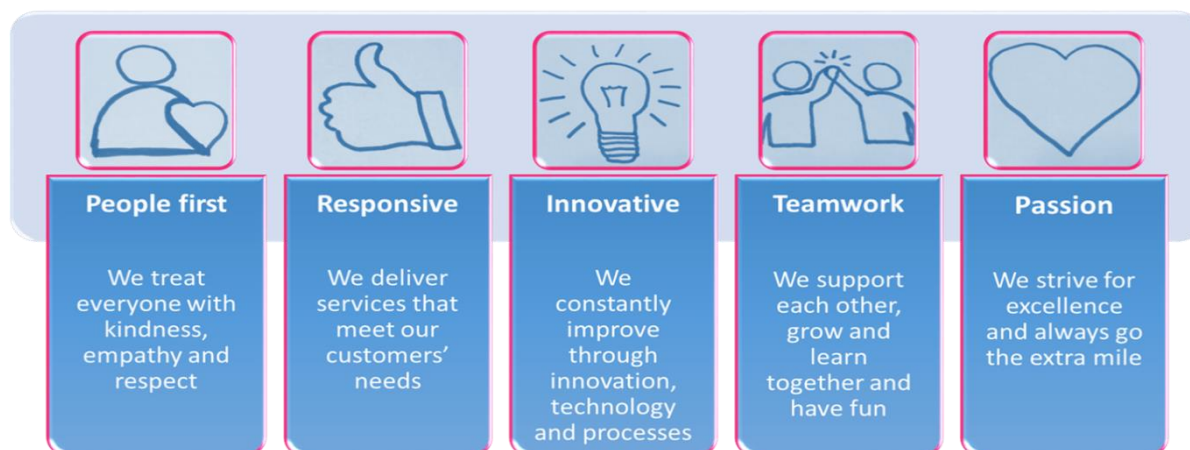 People first
We treat
everyone with
kindness,
empathy and
respect
Responsive
We deliver
services that
meet our
customers’
needs
Innovative
We
constantly
improve
through
innovation,
technology
and processes
Teamwork
We support
each other,
grow and
learn
together and
have fun
Passion
We strive for
excellence
and always go
the extra mile